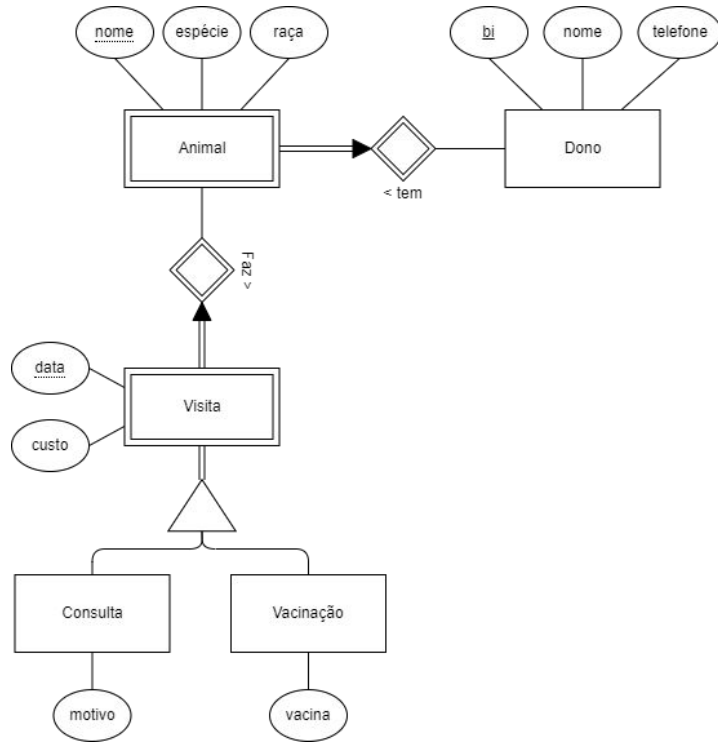 nome
espécie
raça
bi
nome
telefone
Animal
Dono
< tem
Faz >
data
Visita
custo
Consulta
Vacinação
motivo
vacina